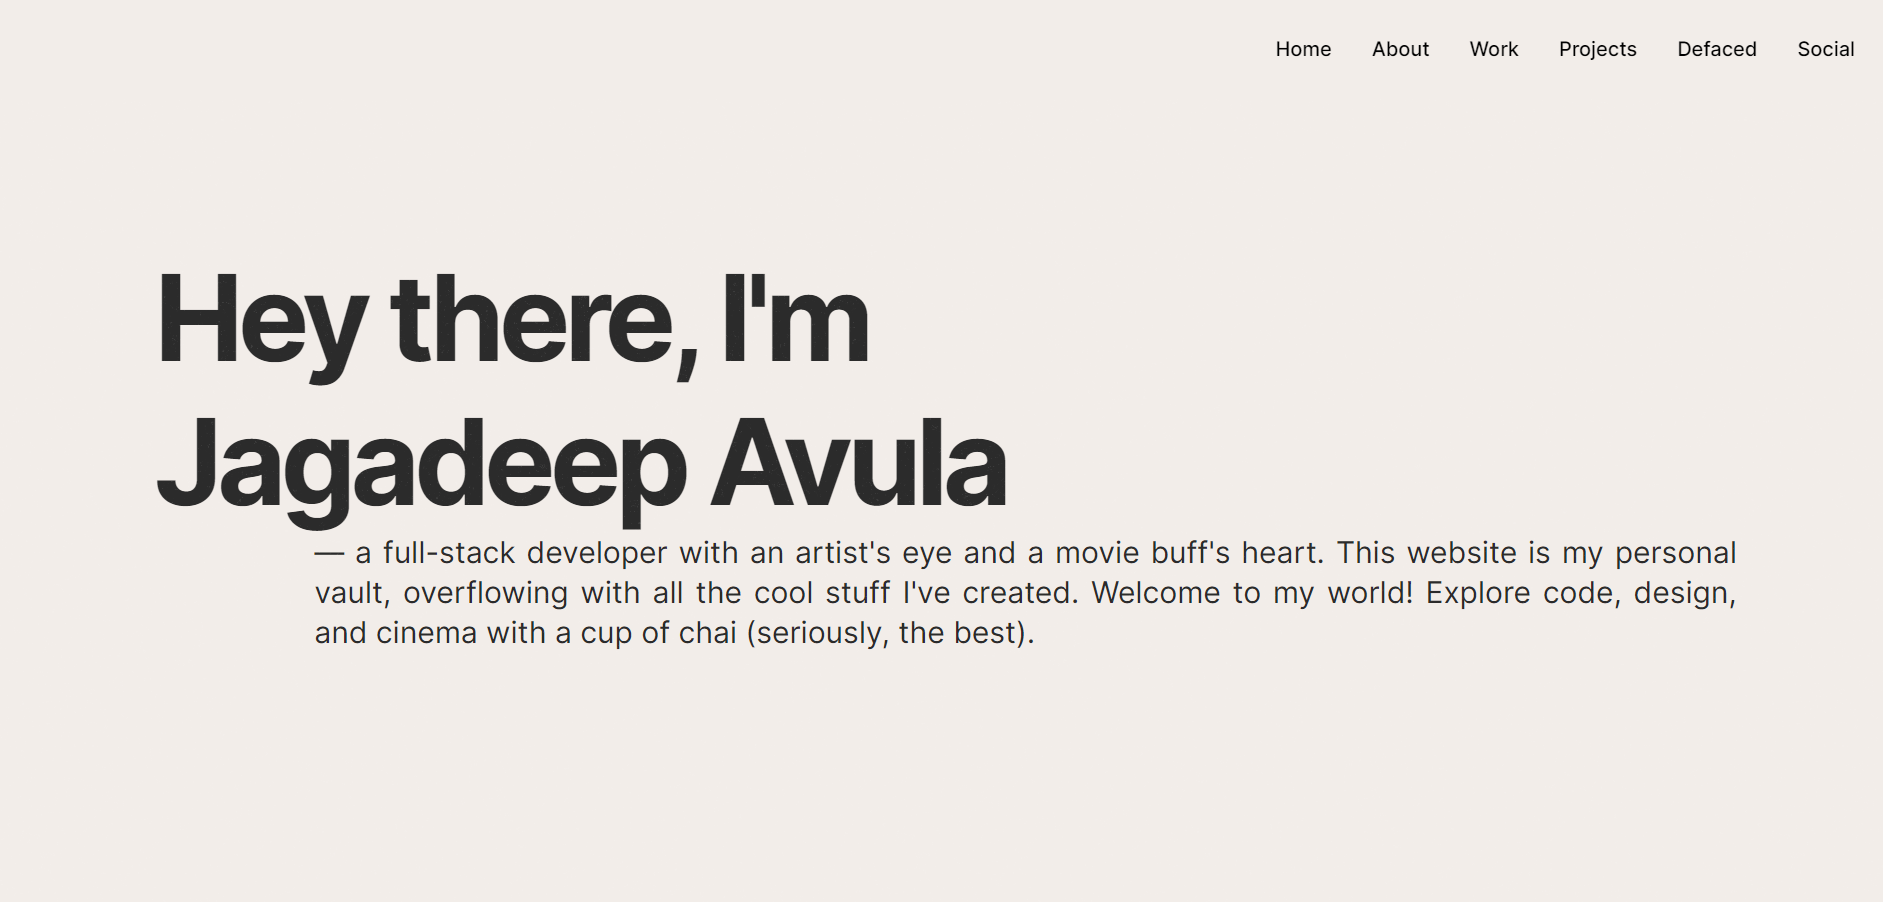 Home About Work Projects Defaced Social
Hey there, I'm
Jagadeep Avula
— a full-stack developer with an artist's eye and a movie buff's heart. This website is my personal
vault, overflowing with all the cool stuff I've created. Welcome to my world! Explore code, design,
and cinema with a cup of chai (seriously, the best).